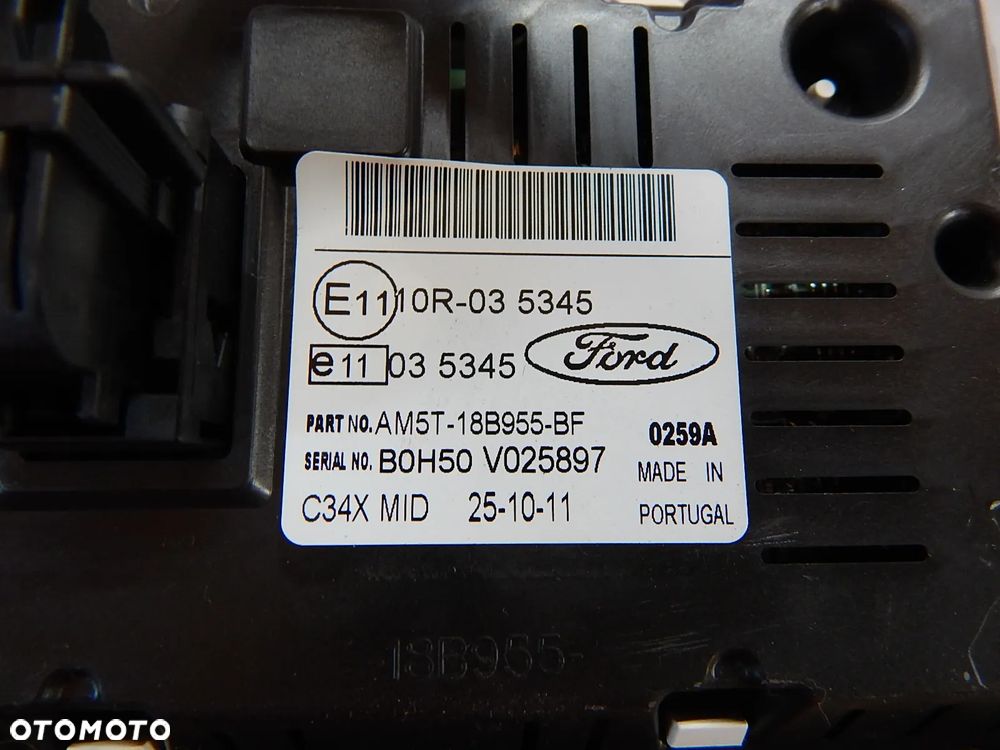 E11 10R-03 5345
e11 03 5345 Ford
PART NO. AM5T-18B955-BF 0259A
SERIAL NO. B0H50 V025897 MADE IN
C34X MID 25-10-11 PORTUGAL
18B955-
OTOMOTO